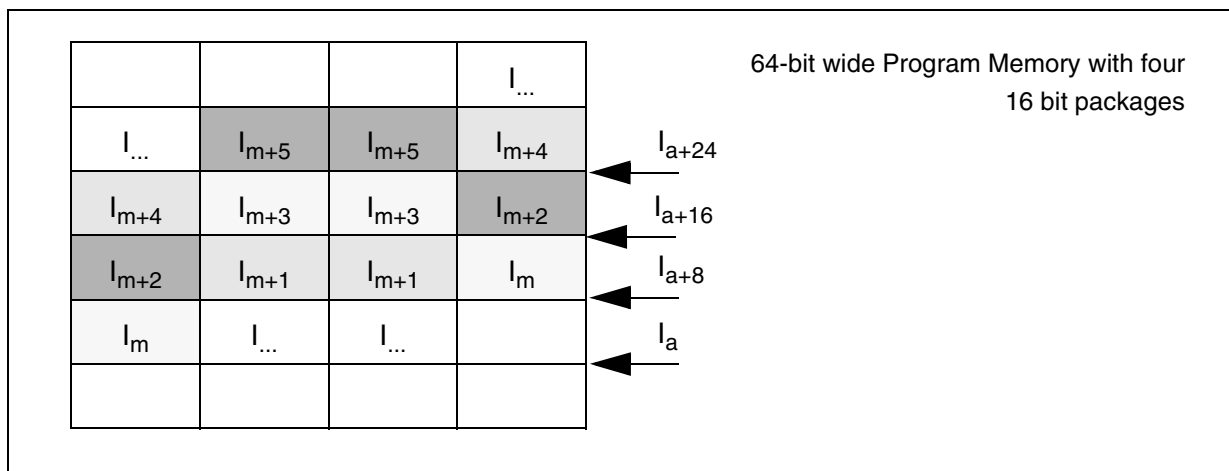 64-bit wide Program Memory with four
16 bit packages
I...
I... Im+5 Im+5 Im+4 Ia+24
Im+4 Im+3 Im+3 Im+2 Ia+16
Im+2 Im+1 Im+1 Im Ia+8
Im I... I... Ia